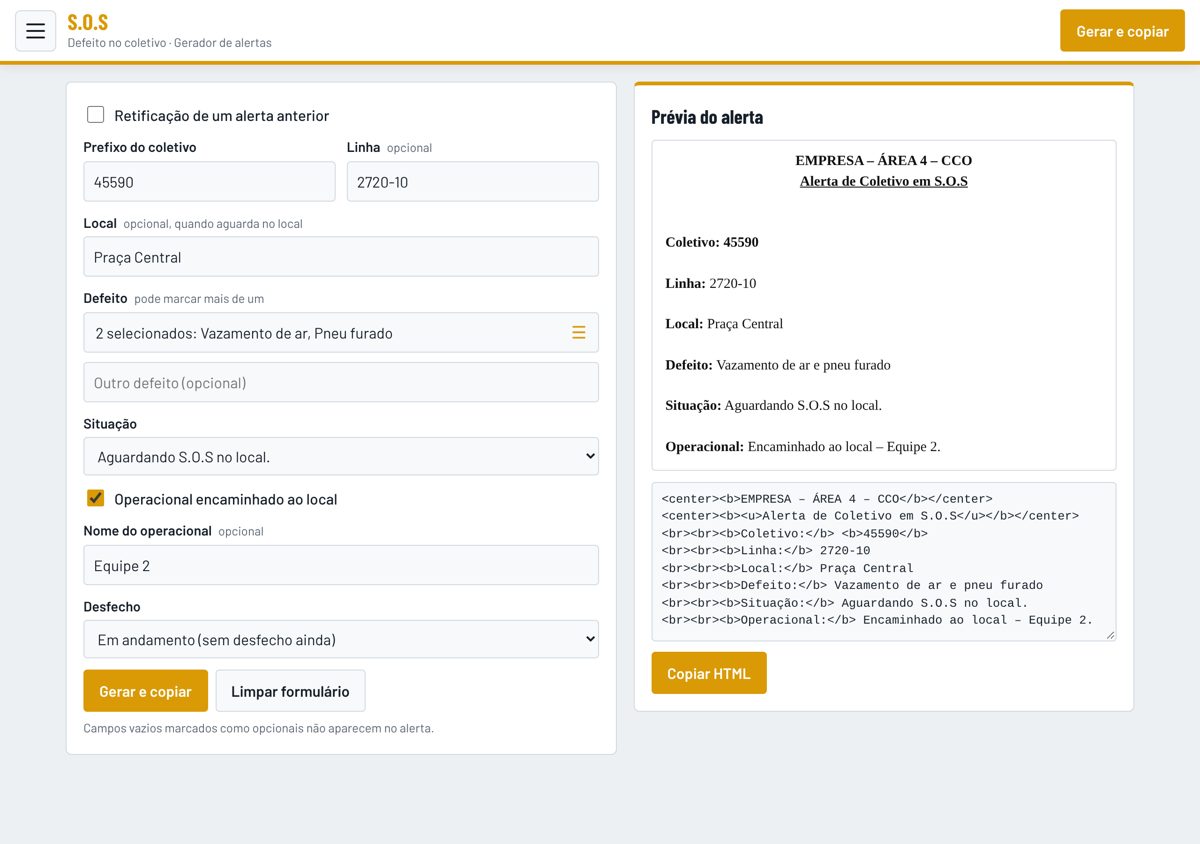 S.O.S
Defeito no coletivo · Gerador de alertas
Gerar e copiar
Retificação de um alerta anterior
Prefixo do coletivo
Linha opcional
45590
2720-10
Local opcional, quando aguarda no local
Praça Central
Defeito pode marcar mais de um
2 selecionados: Vazamento de ar, Pneu furado
Outro defeito (opcional)
Situação
Aguardando S.O.S no local.
Operacional encaminhado ao local
Nome do operacional opcional
Equipe 2
Desfecho
Em andamento (sem desfecho ainda)
Gerar e copiar
Limpar formulário
Campos vazios marcados como opcionais não aparecem no alerta.
Prévia do alerta
EMPRESA – ÁREA 4 – CCO
Alerta de Coletivo em S.O.S
Coletivo: 45590
Linha: 2720-10
Local: Praça Central
Defeito: Vazamento de ar e pneu furado
Situação: Aguardando S.O.S no local.
Operacional: Encaminhado ao local – Equipe 2.
<center><b>EMPRESA – ÁREA 4 – CCO</b></center>
<center><b><u>Alerta de Coletivo em S.O.S</u></b></center>
<br><br><b>Coletivo:</b> <b>45590</b>
<br><br><b>Linha:</b> 2720-10
<br><br><b>Local:</b> Praça Central
<br><br><b>Defeito:</b> Vazamento de ar e pneu furado
<br><br><b>Situação:</b> Aguardando S.O.S no local.
<br><br><b>Operacional:</b> Encaminhado ao local – Equipe 2.
Copiar HTML